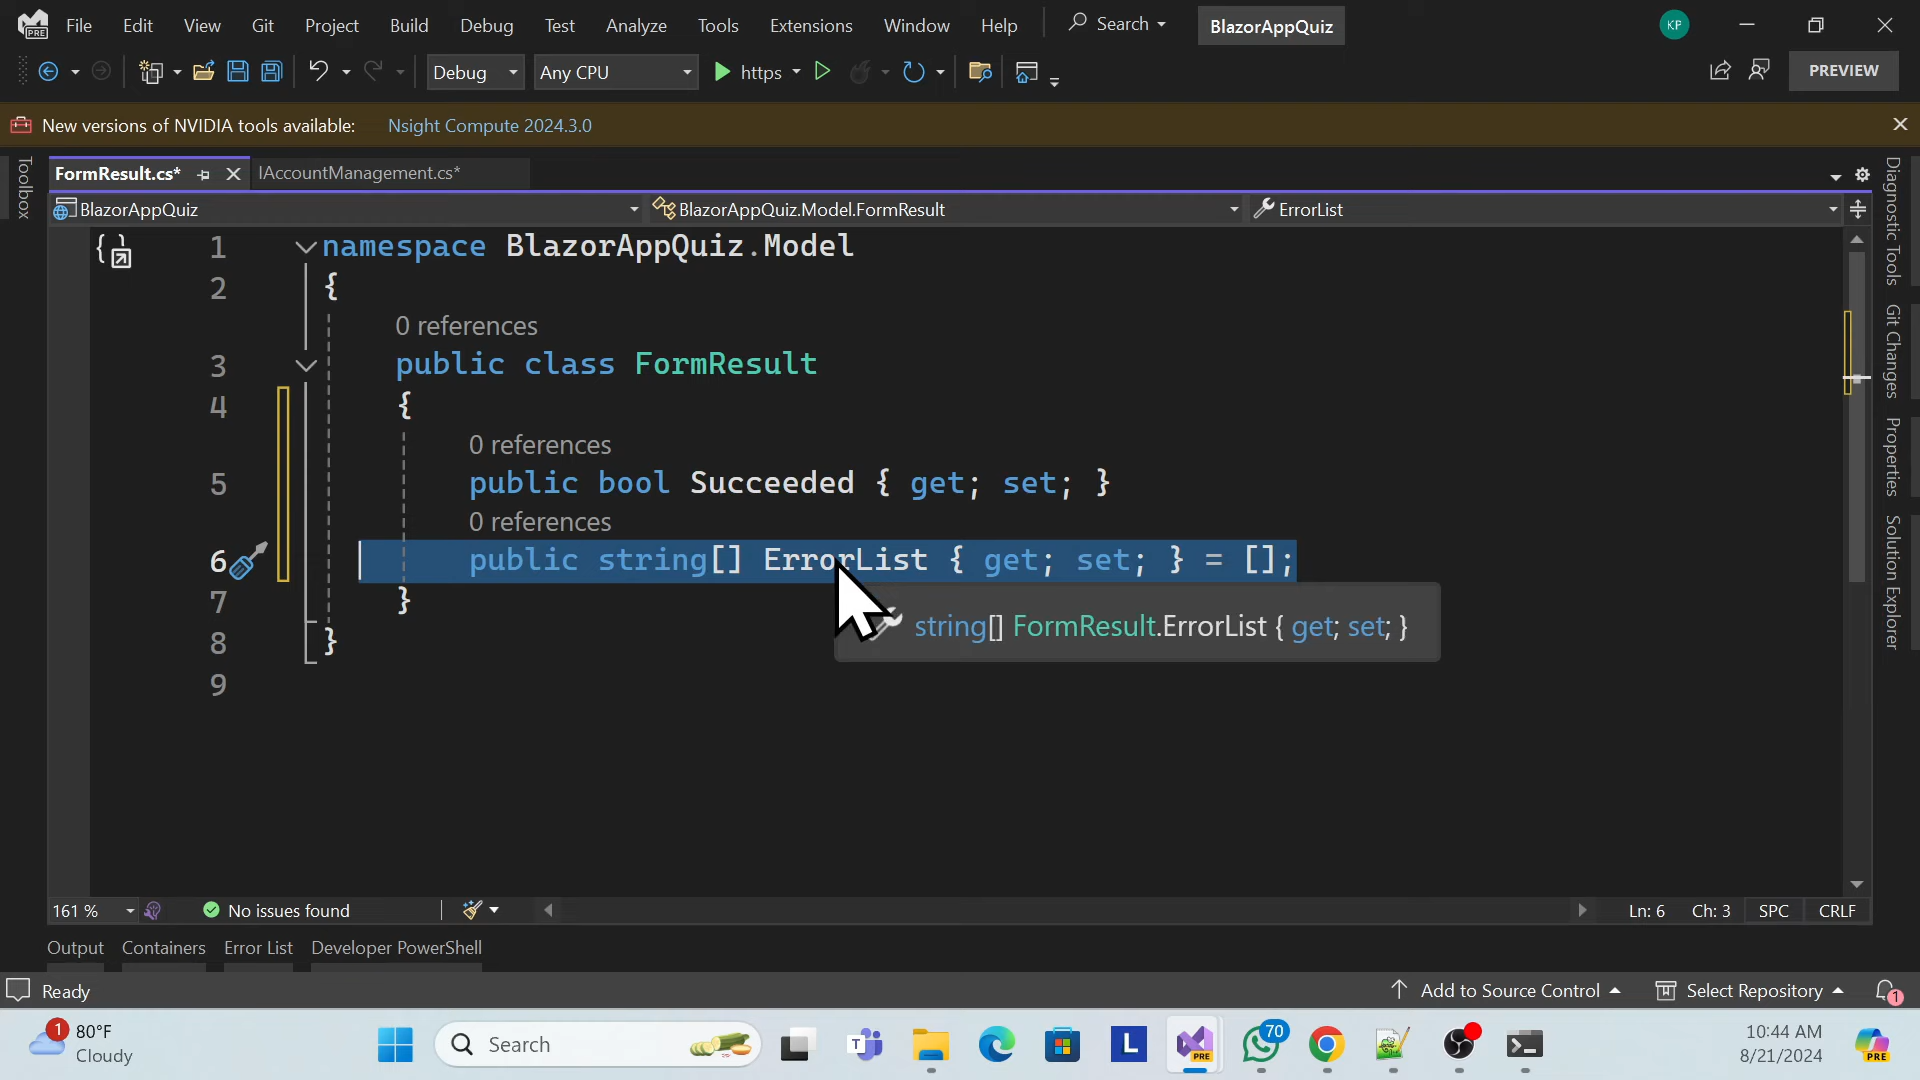 File Edit View Git Project Build Debug Test Analyze Tools Extensions Window Help Search BlazorAppQuiz KP
Debug Any CPU https PREVIEW
New versions of NVIDIA tools available: Nsight Compute 2024.3.0
FormResult.cs* IAccountManagement.cs*
BlazorAppQuiz BlazorAppQuiz.Model.FormResult ErrorList
Toolbox
1 namespace BlazorAppQuiz.Model
2 {
0 references
3 public class FormResult
4 {
0 references
5 public bool Succeeded { get; set; }
0 references
6 public string[] ErrorList { get; set; } = [];
7 }
string[] FormResult.ErrorList { get; set; }
8 }
9
Diagnostic Tools
Git Changes
Properties
Solution Explorer
161 % No issues found Ln: 6 Ch: 3 SPC CRLF
Output Containers Error List Developer PowerShell
Ready Add to Source Control Select Repository 1
1 80°F
Cloudy
Search
T
L
PRE
70
10:44 AM
8/21/2024
PRE